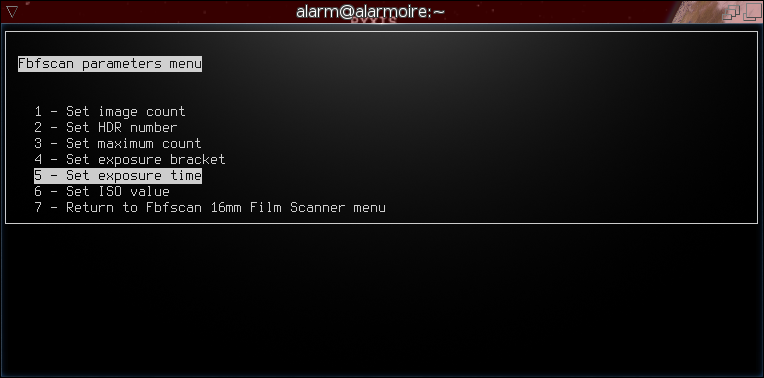 alarm@alarmoire:~
Fbfscan parameters menu
1 - Set image count
2 - Set HDR number
3 - Set maximum count
4 - Set exposure bracket
5 - Set exposure time
6 - Set ISO value
7 - Return to Fbfscan 16mm Film Scanner menu